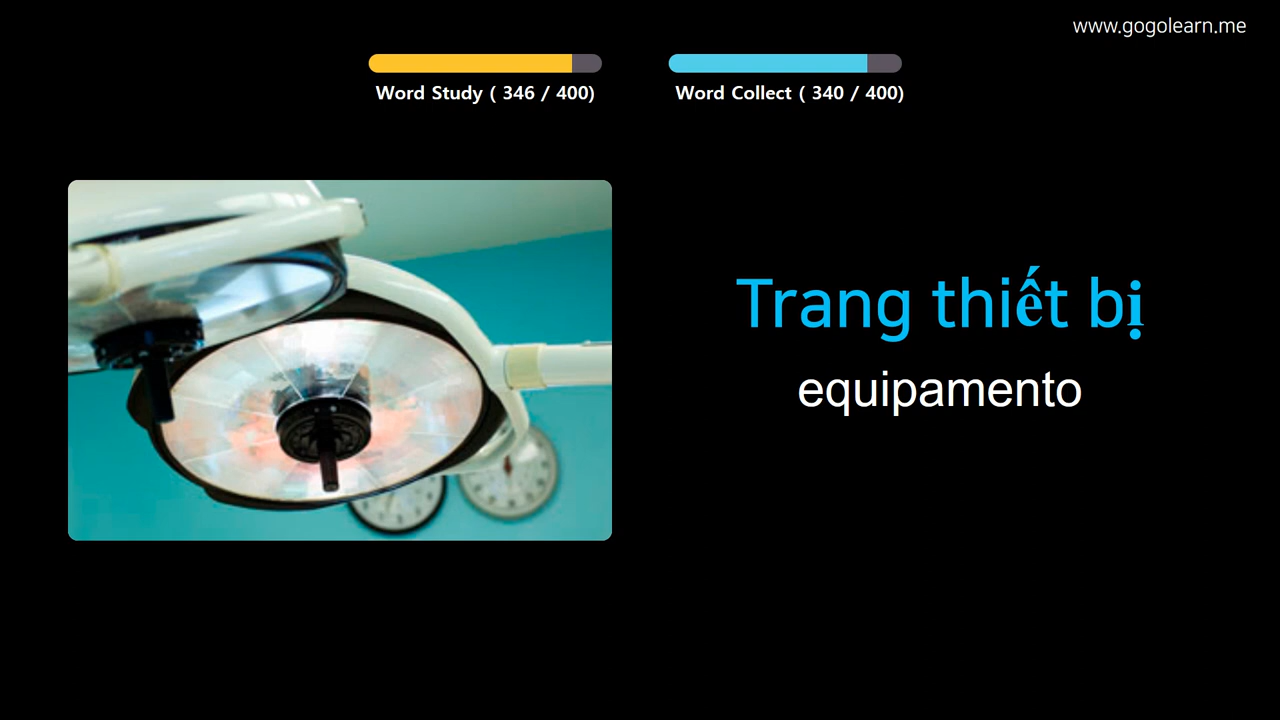 www.gogolearn.me
Word Study ( 346 / 400)
Word Collect ( 340 / 400)
Trang thiết bị
equipamento